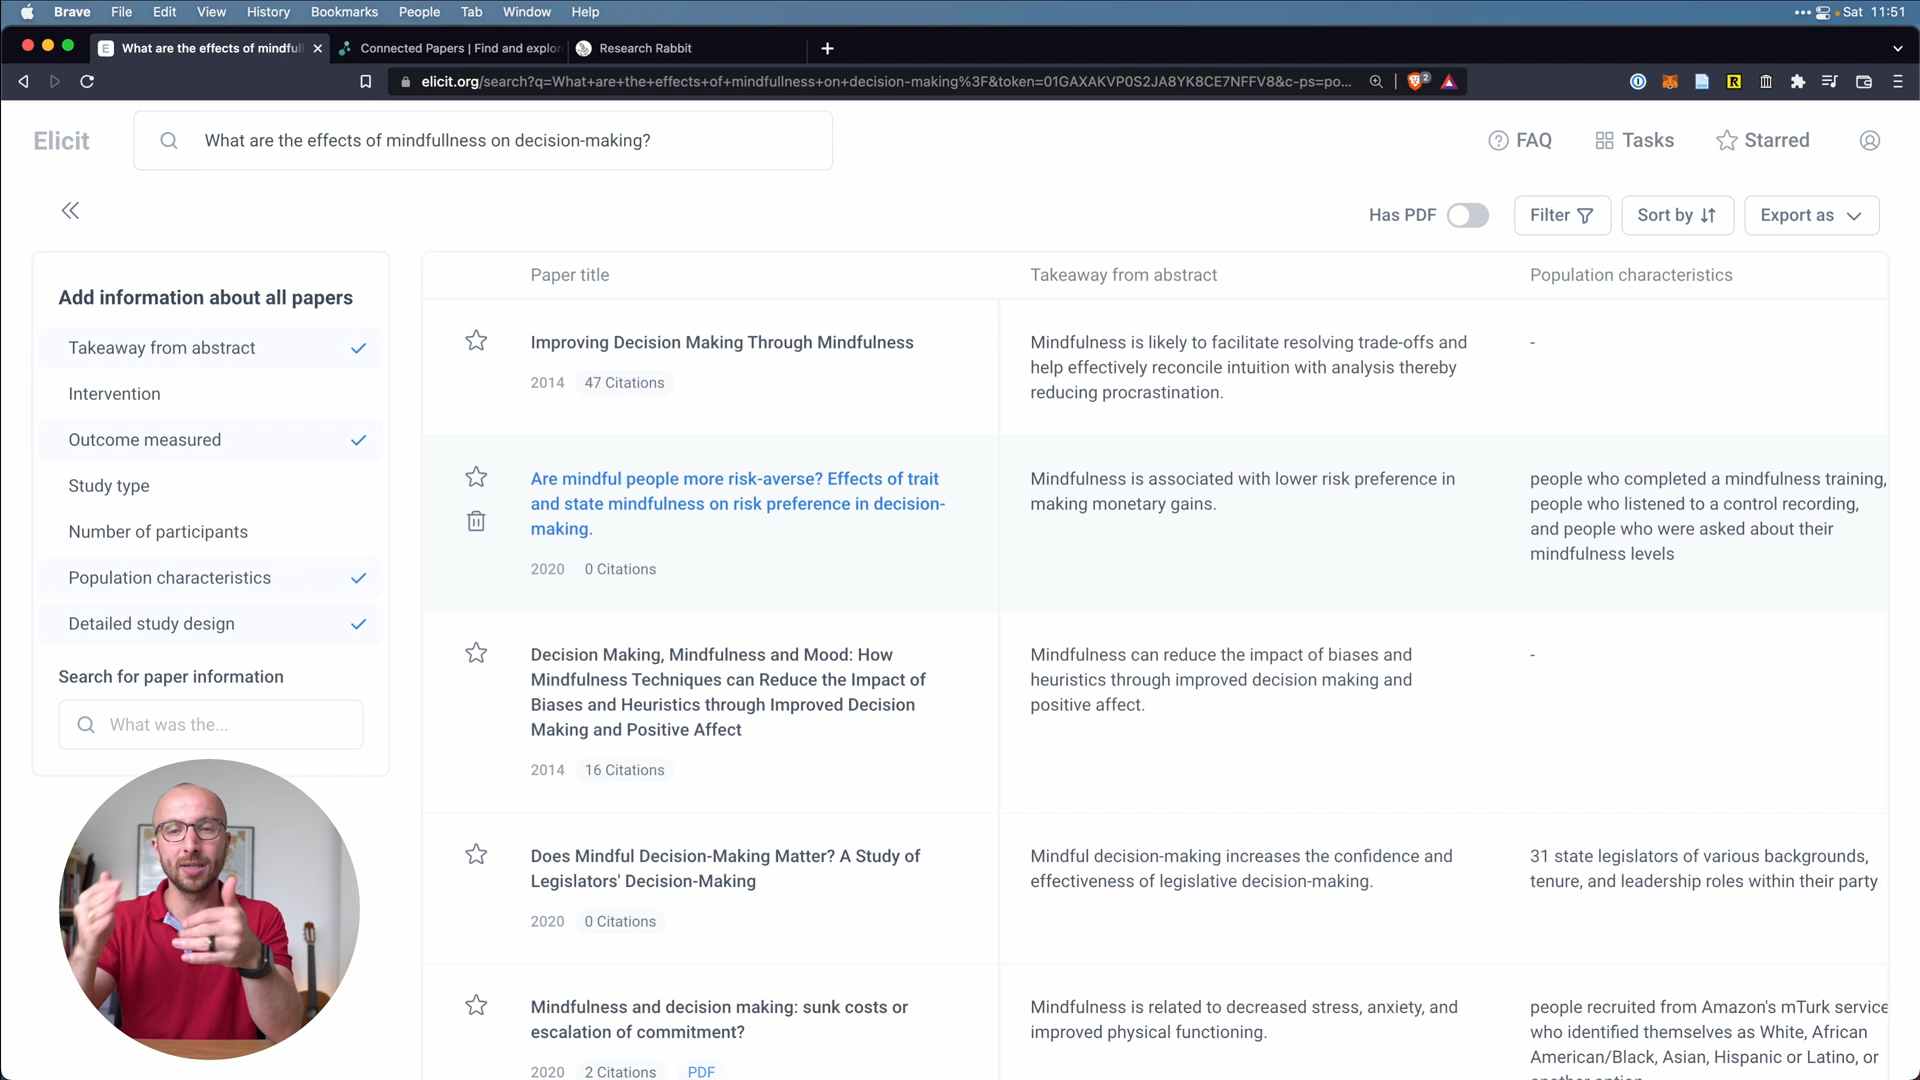 Brave File Edit View History Bookmarks People Tab Window Help Sat 11:51
What are the effects of mindfull Connected Papers | Find and explor Research Rabbit
elicit.org/search?q=What+are+the+effects+of+mindfullness+on+decision-making%3F&token=01GAXAKVP0S2JA8YK8CE7NFFV8&c-ps=po... 2
Elicit What are the effects of mindfullness on decision-making? FAQ Tasks Starred
Has PDF Filter Sort by Export as
Add information about all papers
Takeaway from abstract
Intervention
Outcome measured
Study type
Number of participants
Population characteristics
Detailed study design
Search for paper information
What was the...
Paper title Takeaway from abstract Population characteristics
Improving Decision Making Through Mindfulness
2014 47 Citations
Mindfulness is likely to facilitate resolving trade-offs and
help effectively reconcile intuition with analysis thereby
reducing procrastination.
-
Are mindful people more risk-averse? Effects of trait
and state mindfulness on risk preference in decision-
making.
2020 0 Citations
Mindfulness is associated with lower risk preference in
making monetary gains.
people who completed a mindfulness training,
people who listened to a control recording,
and people who were asked about their
mindfulness levels
Decision Making, Mindfulness and Mood: How
Mindfulness Techniques can Reduce the Impact of
Biases and Heuristics through Improved Decision
Making and Positive Affect
2014 16 Citations
Mindfulness can reduce the impact of biases and
heuristics through improved decision making and
positive affect.
-
Does Mindful Decision-Making Matter? A Study of
Legislators' Decision-Making
2020 0 Citations
Mindful decision-making increases the confidence and
effectiveness of legislative decision-making.
31 state legislators of various backgrounds,
tenure, and leadership roles within their party
Mindfulness and decision making: sunk costs or
escalation of commitment?
2020 2 Citations PDF
Mindfulness is related to decreased stress, anxiety, and
improved physical functioning.
people recruited from Amazon's mTurk service
who identified themselves as White, African
American/Black, Asian, Hispanic or Latino, or